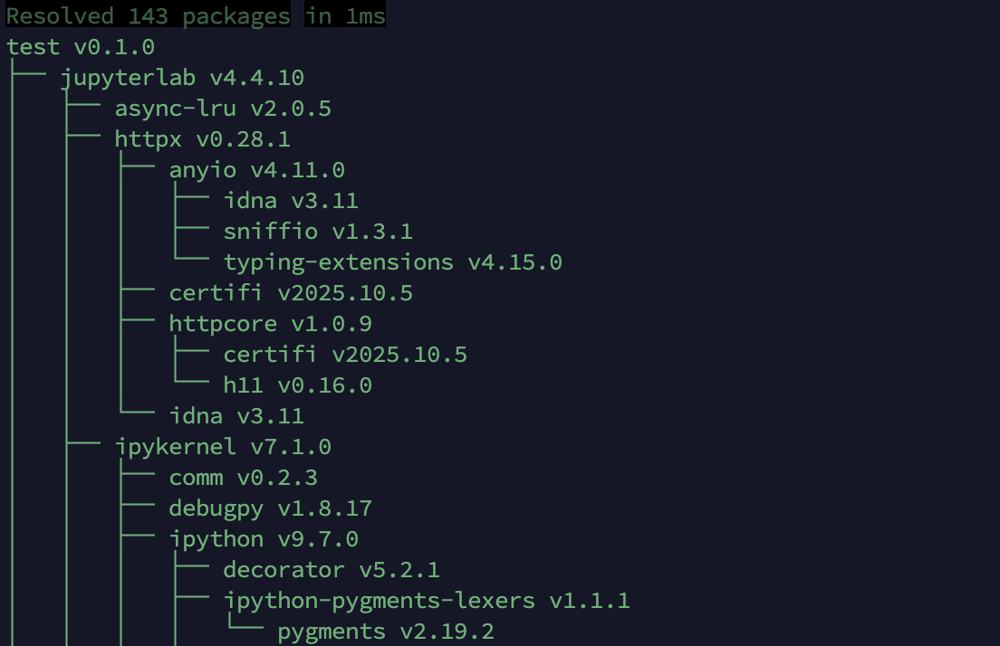 Resolved 143 packages in 1ms
test v0.1.0
├── jupyterlab v4.4.10
│   ├── async-lru v2.0.5
│   ├── httpx v0.28.1
│   │   ├── anyio v4.11.0
│   │   │   ├── idna v3.11
│   │   │   ├── sniffio v1.3.1
│   │   │   └── typing-extensions v4.15.0
│   │   ├── certifi v2025.10.5
│   │   ├── httpcore v1.0.9
│   │   │   ├── certifi v2025.10.5
│   │   │   └── h11 v0.16.0
│   │   └── idna v3.11
│   ├── ipykernel v7.1.0
│   │   ├── comm v0.2.3
│   │   ├── debugpy v1.8.17
│   │   ├── ipython v9.7.0
│   │   │   ├── decorator v5.2.1
│   │   │   ├── ipython-pygments-lexers v1.1.1
│   │   │   │   └── pygments v2.19.2